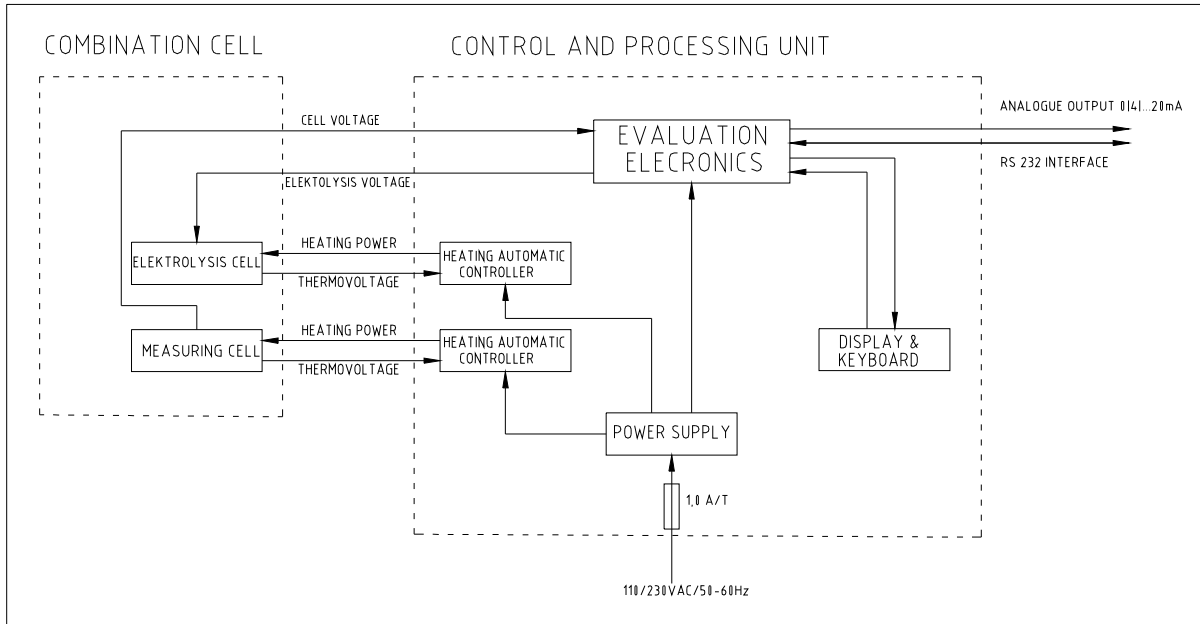 COMBINATION CELL
CONTROL AND PROCESSING UNIT
CELL VOLTAGE
EVALUATION
ELECRONICS
ANALOGUE OUTPUT 0|4|...20mA
RS 232 INTERFACE
ELEKTOLYSIS VOLTAGE
ELEKTROLYSIS CELL
HEATING POWER
THERMOVOLTAGE
HEATING AUTOMATIC
CONTROLLER
MEASURING CELL
HEATING POWER
THERMOVOLTAGE
HEATING AUTOMATIC
CONTROLLER
DISPLAY &
KEYBOARD
POWER SUPPLY
1,0 A/T
110/230VAC/50-60Hz